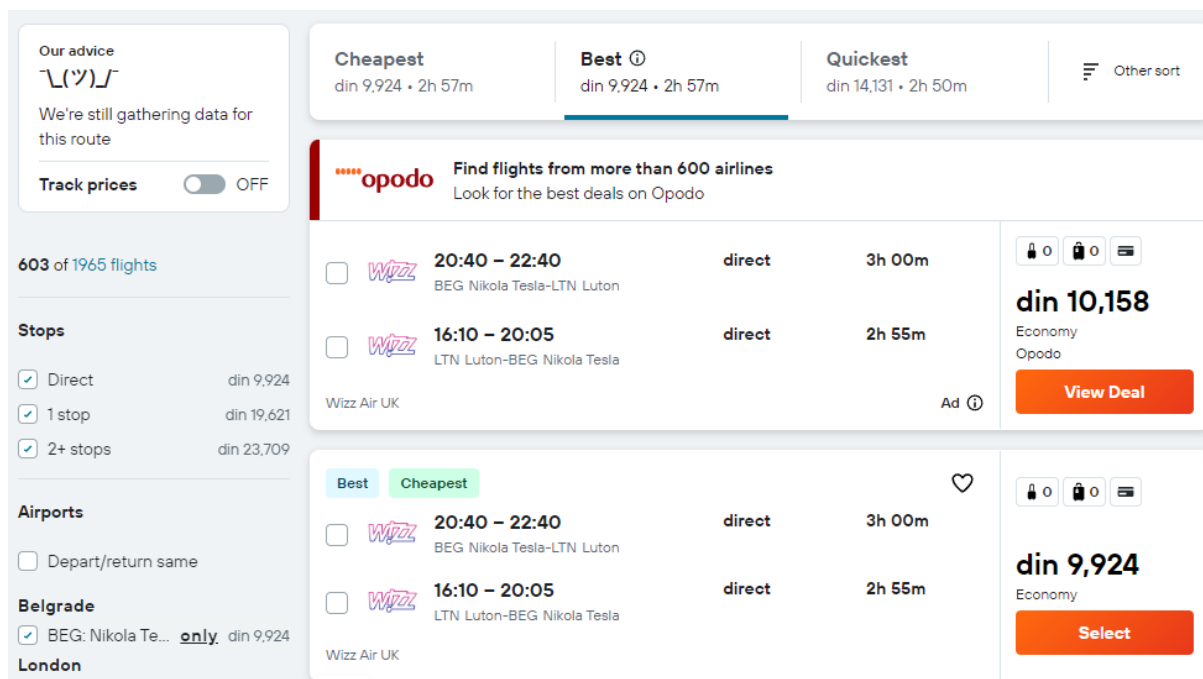 Our advice
¯\_(ツ)_/¯
We're still gathering data for
this route
Track prices OFF
603 of 1965 flights
Stops
Direct din 9,924
1 stop din 19,621
2+ stops din 23,709
Airports
Depart/return same
Belgrade
BEG: Nikola Te... only din 9,924
London
Cheapest
din 9,924 • 2h 57m
Best
din 9,924 • 2h 57m
Quickest
din 14,131 • 2h 50m
Other sort
opodo
Find flights from more than 600 airlines
Look for the best deals on Opodo
WIZZ
20:40 – 22:40 direct 3h 00m
BEG Nikola Tesla-LTN Luton
WIZZ
16:10 – 20:05 direct 2h 55m
LTN Luton-BEG Nikola Tesla
Wizz Air UK
Ad
0 0
din 10,158
Economy
Opodo
View Deal
Best Cheapest
WIZZ
20:40 – 22:40 direct 3h 00m
BEG Nikola Tesla-LTN Luton
WIZZ
16:10 – 20:05 direct 2h 55m
LTN Luton-BEG Nikola Tesla
Wizz Air UK
0 0
din 9,924
Economy
Select